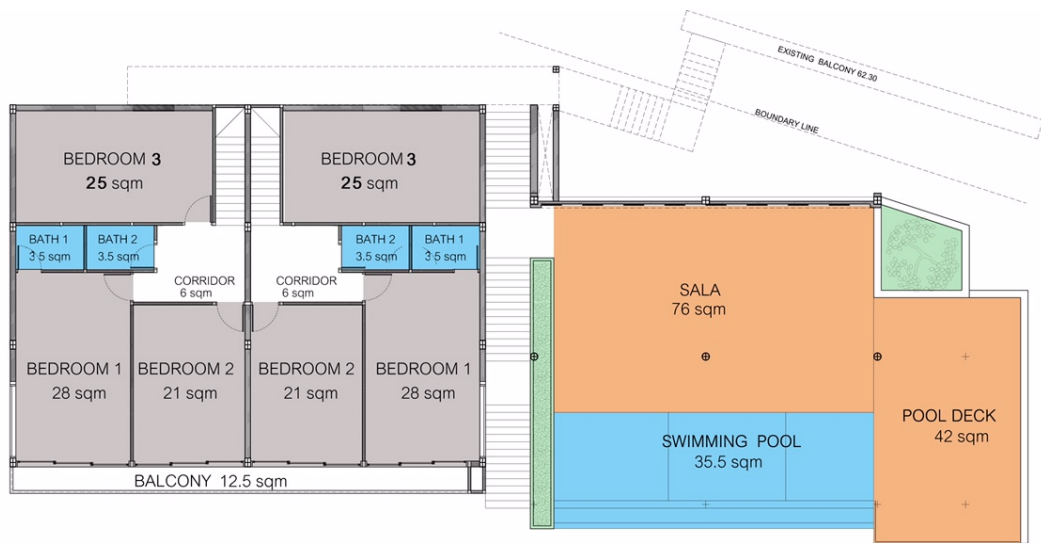 EXISTING BALCONY 62.30
BOUNDARY LINE
BEDROOM 3
25 sqm
BEDROOM 3
25 sqm
BATH 1
3.5 sqm
BATH 2
3.5 sqm
BATH 2
3.5 sqm
BATH 1
3.5 sqm
CORRIDOR
6 sqm
CORRIDOR
6 sqm
SALA
76 sqm
BEDROOM 1
28 sqm
BEDROOM 2
21 sqm
BEDROOM 2
21 sqm
BEDROOM 1
28 sqm
POOL DECK
42 sqm
SWIMMING POOL
35.5 sqm
BALCONY 12.5 sqm